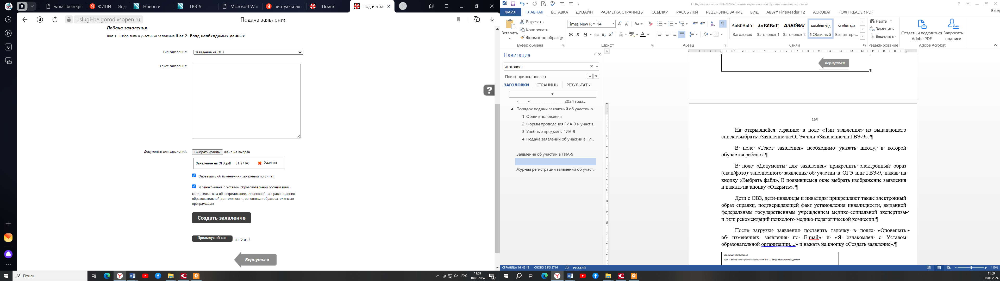 8
wmail.belregio
ФИПИ — Янд
Новости
ГВЭ-9
Microsoft Wor
виртуальная
Поиск
Подача за
uslugi-belgorod.vsopen.ru
Подача заявления
Подача заявления
Шаг 1. Выбор типа и участника заявления Шаг 2. Ввод необходимых данных
Тип заявления:
Заявление на ОГЭ
Текст заявления:
Документы для заявления:
Выбрать файлы Файл не выбран
Заявление на ОГЭ.pdf 31.27 Кб Удалить
Оповещать об изменениях заявления по E-mail
Я ознакомлена с Уставом образовательной организации ,
свидетельством об аккредитации, лицензией на право ведения
образовательной деятельности, основными образовательными
программами
Создать заявление
Предыдущий шаг Шаг 2 из 2
Вернуться
?
8
Поиск
РУС
11:59
18.01.2024
2
НПА_заявление на ГИА-9 2024 [Режим ограниченной функциональности] - Word
Вход
ФАЙЛ ГЛАВНАЯ ВСТАВКА ДИЗАЙН РАЗМЕТКА СТРАНИЦЫ ССЫЛКИ РАССЫЛКИ РЕЦЕНЗИРОВАНИЕ ВИД ABBYY FineReader 12 ACROBAT FOXIT READER PDF
Вставить
Вырезать
Копировать
Формат по образцу
Буфер обмена
Times New R 14
Ж К Ч abc x₂ x²
Шрифт
Абзац
АаБбВвГг, АаБбВвГ: АаБбВвГ АаБбВвГгДд АаБбВвГгДд
Заголовок Заголовок 1 Заголовок 2 ¶ Обычный Без интерв...
Стили
Найти
Заменить
Выделить
Редактирование
Создать и поделиться
Adobe PDF
Запросить
подписи
Adobe Acrobat
Навигация
итоговое
Поиск приостановлен
ЗАГОЛОВКИ СТРАНИЦЫ РЕЗУЛЬТАТЫ
«_____» __________________ 2024 года...
Порядок подачи заявлений об участии в...
1. Общие положения
2. Формы проведения ГИА-9 и участн...
3. Учебные предметы ГИА-9
4. Подача заявлений об участии в ГИ...
Заявление об участии в ГИА-9
Журнал регистрации заявлений об участ...
Вернуться
¶
16¶
На открывшейся странице в поле «Тип заявления» из выпадающего
списка выбрать «Заявление на ОГЭ» или «Заявление на ГВЭ-9». ¶
В поле «Текст заявления» необходимо указать школу, в которой
обучается ребенок.¶
В поле «Документы для заявления» прикрепить электронный образ
(скан/фото) заполненного заявления об участии в ОГЭ или ГВЭ-9, нажав на
кнопку «Выбрать файл». В появившемся окне выбрать изображение заявления
и нажать на кнопку «Открыть». ¶
Дети с ОВЗ, дети-инвалиды и инвалиды прикрепляют также электронный
образ справки, подтверждающей факт установления инвалидности, выданной
федеральным государственным учреждением медико-социальной экспертизы
и /или рекомендаций психолого-медико-педагогической комиссии.¶
После загрузки заявления поставить галочку в полях «Оповещать
об изменениях заявления по E-mail» и «Я ознакомлен с Уставом
образовательной организации,...» и нажать на кнопку «Создать заявление».¶
Подача заявления
Шаг 1. Выбор типа и участника заявления Шаг 2. Ввод необходимых данных
СТРАНИЦА 16 ИЗ 19 СЛОВО 2 ИЗ 2716 РУССКИЙ
110%
11:59
18.01.2024